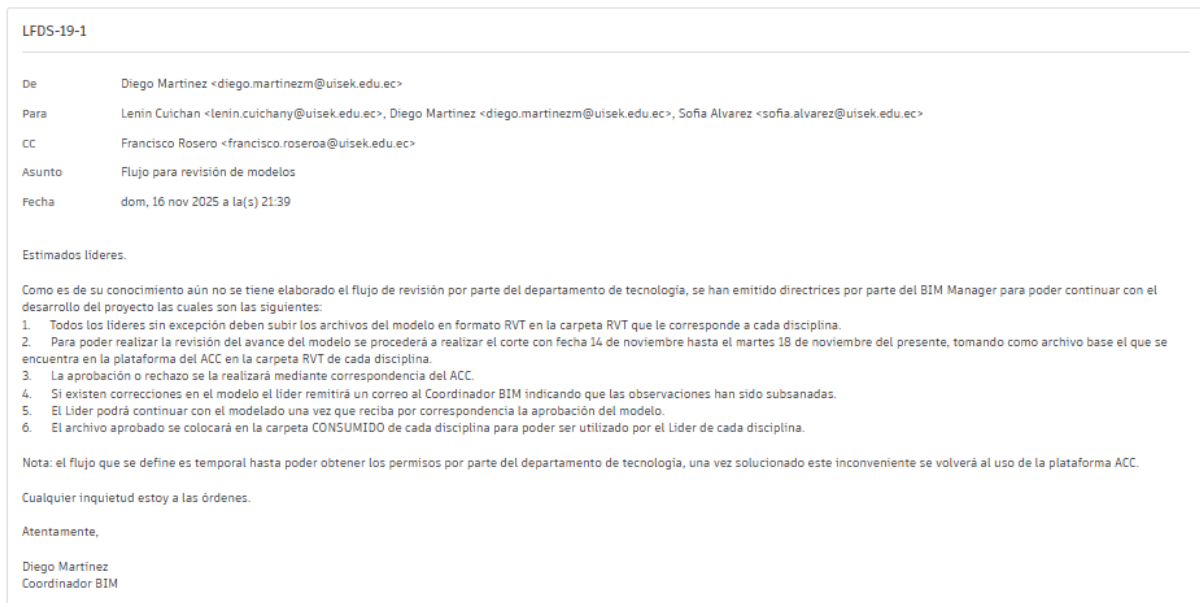 LFDS-19-1
De Diego Martinez <diego.martinezm@uisek.edu.ec>
Para Lenin Cuichan <lenin.cuichany@uisek.edu.ec>, Diego Martinez <diego.martinezm@uisek.edu.ec>, Sofia Alvarez <sofia.alvarez@uisek.edu.ec>
CC Francisco Rosero <francisco.roseroa@uisek.edu.ec>
Asunto Flujo para revisión de modelos
Fecha dom, 16 nov 2025 a la(s) 21:39
Estimados líderes.
Como es de su conocimiento aún no se tiene elaborado el flujo de revisión por parte del departamento de tecnología, se han emitido directrices por parte del BIM Manager para poder continuar con el
desarrollo del proyecto las cuales son las siguientes:
1. Todos los líderes sin excepción deben subir los archivos del modelo en formato RVT en la carpeta RVT que le corresponde a cada disciplina.
2. Para poder realizar la revisión del avance del modelo se procederá a realizar el corte con fecha 14 de noviembre hasta el martes 18 de noviembre del presente, tomando como archivo base el que se
encuentra en la plataforma del ACC en la carpeta RVT de cada disciplina.
3. La aprobación o rechazo se la realizará mediante correspondencia del ACC.
4. Si existen correcciones en el modelo el líder remitirá un correo al Coordinador BIM indicando que las observaciones han sido subsanadas.
5. El Lider podrá continuar con el modelado una vez que reciba por correspondencia la aprobación del modelo.
6. El archivo aprobado se colocará en la carpeta CONSUMIDO de cada disciplina para poder ser utilizado por el Lider de cada disciplina.
Nota: el flujo que se define es temporal hasta poder obtener los permisos por parte del departamento de tecnología, una vez solucionado este inconveniente se volverá al uso de la plataforma ACC.
Cualquier inquietud estoy a las órdenes.
Atentamente,
Diego Martínez
Coordinador BIM